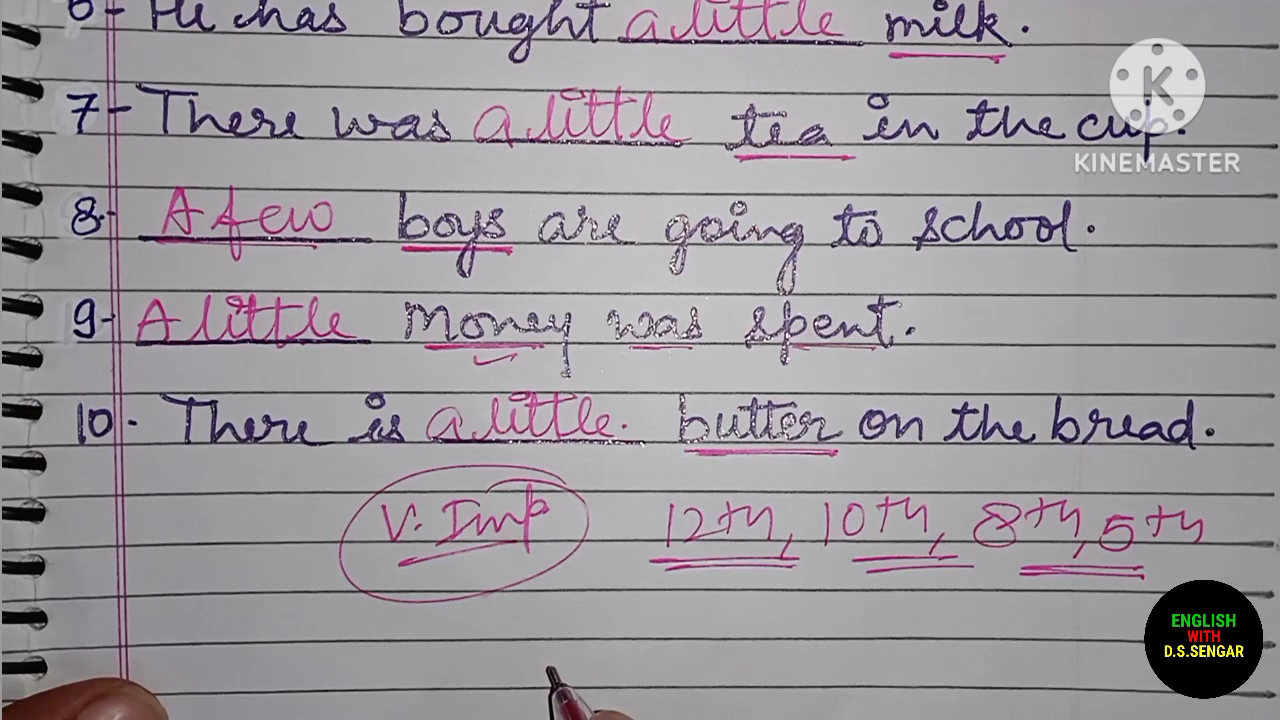 6- He has bought a little milk.
7- There was a little tea in the cup.
8- A few boys are going to school.
9- A little money was spent.
10. There is a little. butter on the bread.
V. Imp 12th, 10th, 8th, 5th
K
KINEMASTER
ENGLISH
WITH
D.S.SENGAR